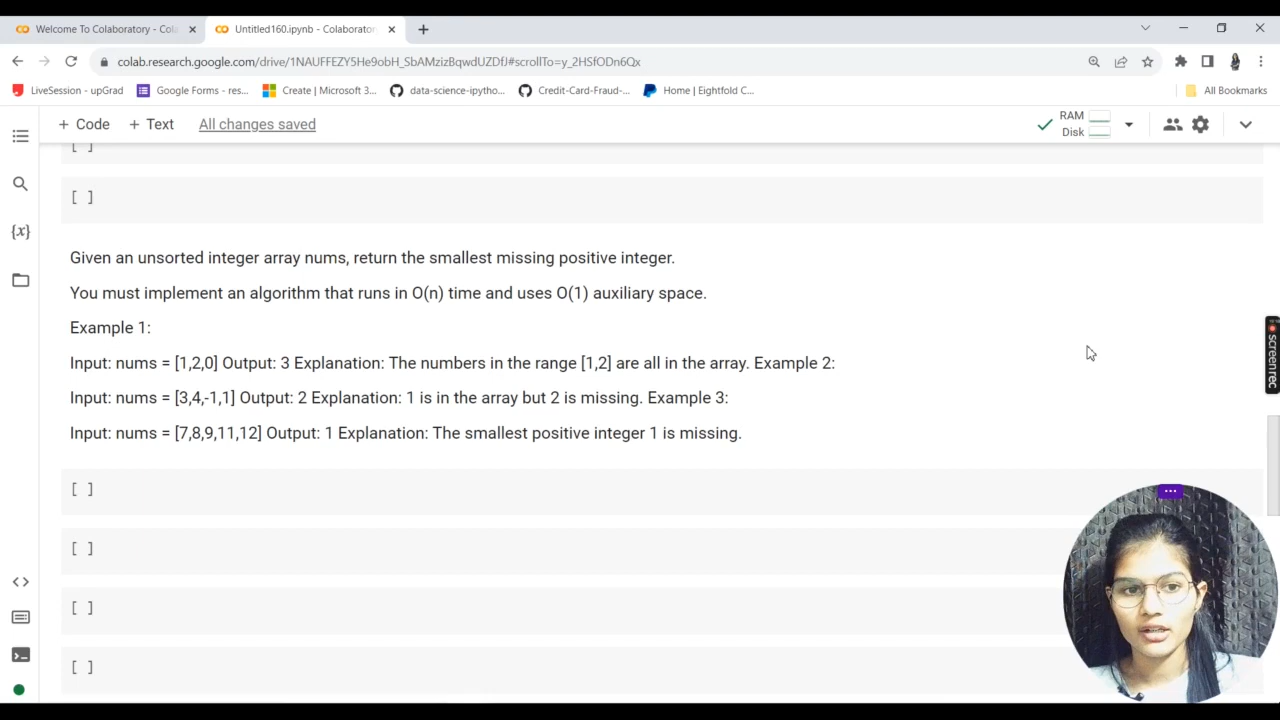 Welcome To Colaboratory - Col
Untitled160.ipynb - Colaborator
colab.research.google.com/drive/1NAUFFEZY5He9obH_SbAMzizBqwdUZDfJ#scrollTo=y_2HSfODn6Qx
LiveSession - upGrad
Google Forms - res...
Create | Microsoft 3...
data-science-ipytho...
Credit-Card-Fraud-...
Home | Eightfold C...
All Bookmarks
+ Code + Text All changes saved
RAM
Disk
[ ]
[ ]
{x}
Given an unsorted integer array nums, return the smallest missing positive integer.
You must implement an algorithm that runs in O(n) time and uses O(1) auxiliary space.
Example 1:
Input: nums = [1,2,0] Output: 3 Explanation: The numbers in the range [1,2] are all in the array. Example 2:
Input: nums = [3,4,-1,1] Output: 2 Explanation: 1 is in the array but 2 is missing. Example 3:
Input: nums = [7,8,9,11,12] Output: 1 Explanation: The smallest positive integer 1 is missing.
[ ]
[ ]
[ ]
[ ]
screenrec